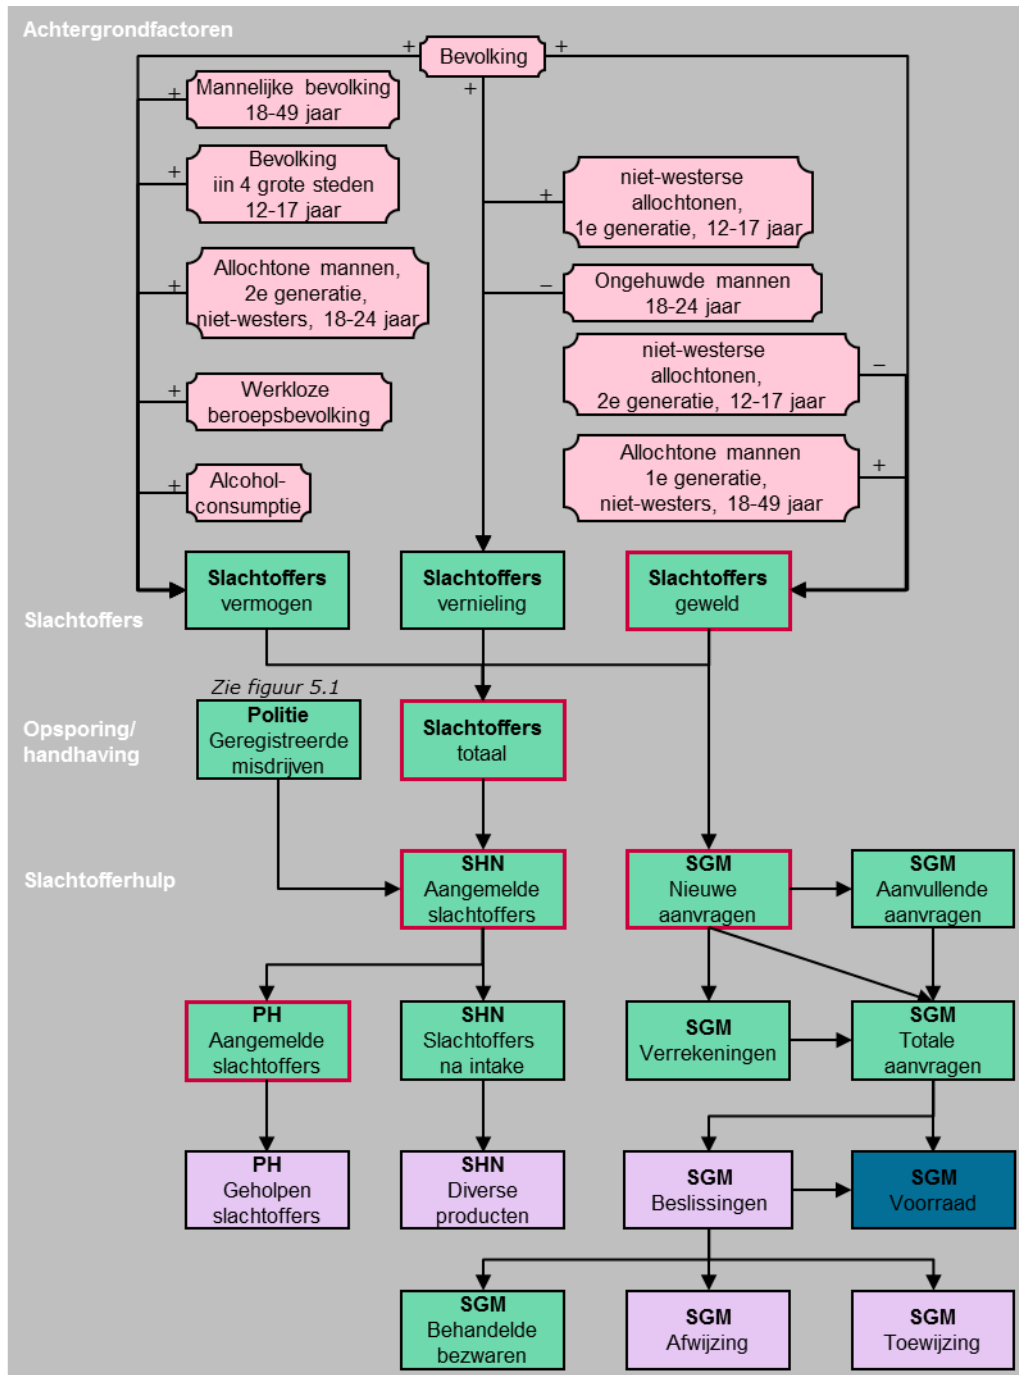 Achtergrondfactoren
+
Bevolking
+
+
+
Mannelijke bevolking
18-49 jaar
+
Bevolking
iin 4 grote steden
12-17 jaar
+
niet-westerse
allochtonen,
1e generatie, 12-17 jaar
+
Allochtone mannen,
2e generatie,
niet-westers, 18-24 jaar
–
Ongehuwde mannen
18-24 jaar
niet-westerse
allochtonen,
2e generatie, 12-17 jaar
–
+
Werkloze
beroepsbevolking
Allochtone mannen
1e generatie,
niet-westers, 18-49 jaar
+
+
Alcohol-
consumptie
Slachtoffers
vermogen
Slachtoffers
vernieling
Slachtoffers
geweld
Slachtoffers
Zie figuur 5.1
Opsporing/
handhaving
Politie
Geregistreerde
misdrijven
Slachtoffers
totaal
Slachtofferhulp
SHN
Aangemelde
slachtoffers
SGM
Nieuwe
aanvragen
SGM
Aanvullende
aanvragen
PH
Aangemelde
slachtoffers
SHN
Slachtoffers
na intake
SGM
Verrekeningen
SGM
Totale
aanvragen
PH
Geholpen
slachtoffers
SHN
Diverse
producten
SGM
Beslissingen
SGM
Voorraad
SGM
Behandelde
bezwaren
SGM
Afwijzing
SGM
Toewijzing